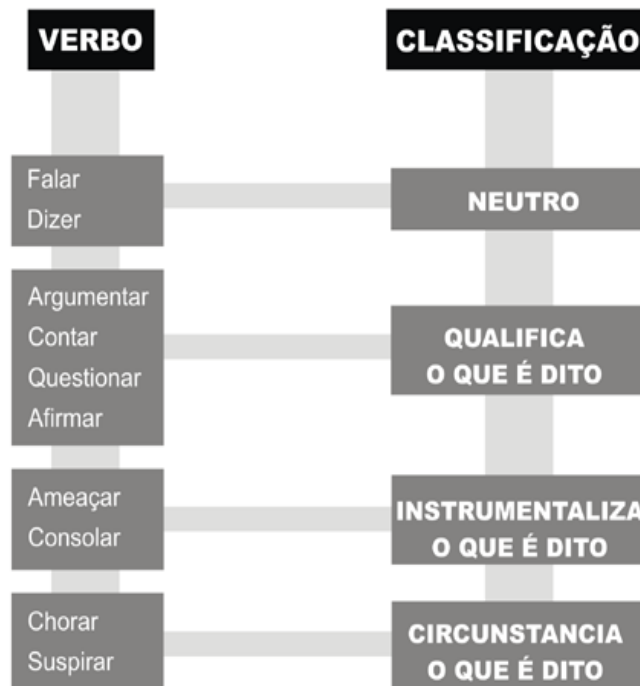 VERBO
CLASSIFICAÇÃO
Falar
Dizer
NEUTRO
Argumentar
Contar
Questionar
Afirmar
QUALIFICA
O QUE É DITO
Ameaçar
Consolar
INSTRUMENTALIZA
O QUE É DITO
Chorar
Suspirar
CIRCUNSTANCIA
O QUE É DITO